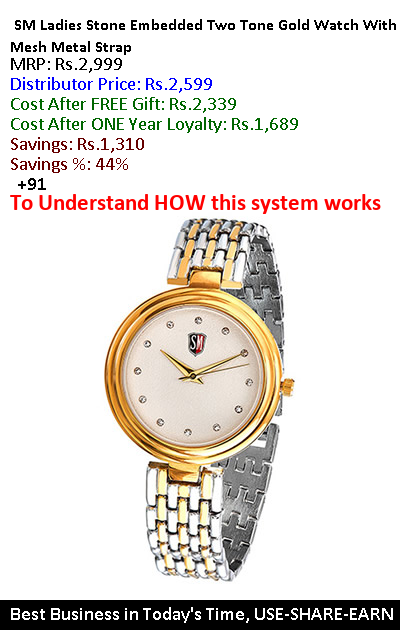 SM Ladies Stone Embedded Two Tone Gold Watch With
Mesh Metal Strap
MRP: Rs.2,999
Distributor Price: Rs.2,599
Cost After FREE Gift: Rs.2,339
Cost After ONE Year Loyalty: Rs.1,689
Savings: Rs.1,310
Savings %: 44%
+91
To Understand HOW this system works
SM
Best Business in Today's Time, USE-SHARE-EARN